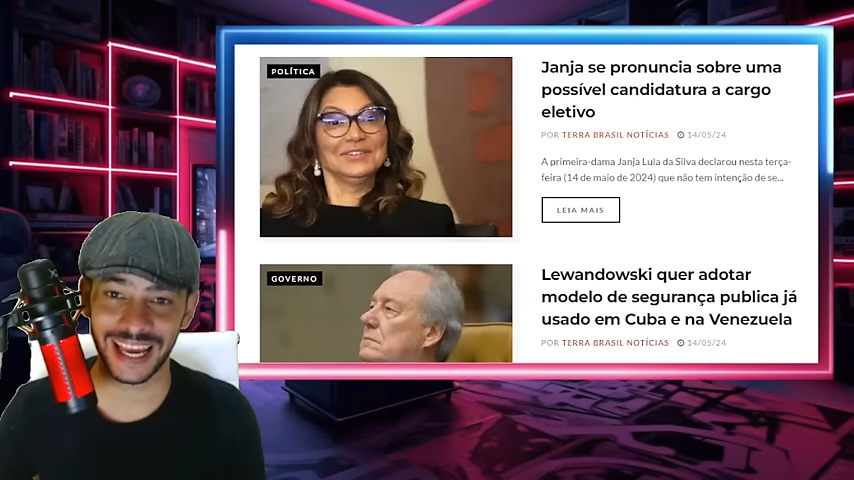 POLÍTICA
Janja se pronuncia sobre uma
possível candidatura a cargo
eletivo
POR TERRA BRASIL NOTÍCIAS 14/05/24
A primeira-dama Janja Lula da Silva declarou nesta terça-
feira (14 de maio de 2024) que não tem intenção de se...
LEIA MAIS
GOVERNO
Lewandowski quer adotar
modelo de segurança publica já
usado em Cuba e na Venezuela
POR TERRA BRASIL NOTÍCIAS 14/05/24